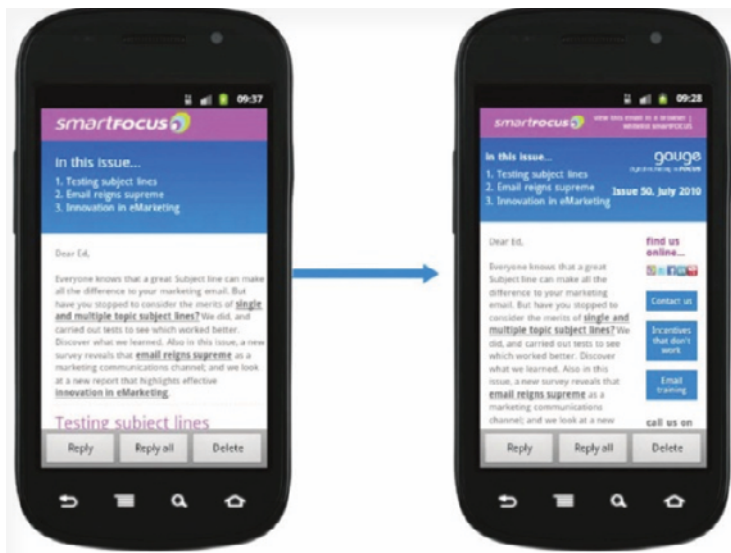 09:37
smartFOCUS
In this issue...
1. Testing subject lines
2. Email reigns supreme
3. Innovation in eMarketing
Dear Ed,
Everyone knows that a great Subject line can make
all the difference to your marketing email. But
have you stopped to consider the merits of single
and multiple topic subject lines? We did, and
carried out tests to see which worked better.
Discover what we learned. Also in this issue, a new
survey reveals that email reigns supreme as a
marketing communications channel; and we look
at a new report that highlights effective
innovation in eMarketing.
Testing subject lines
Reply Reply all Delete
09:28
smartFOCUS
view this email in a browser |
website smartFOCUS
In this issue...
1. Testing subject lines
2. Email reigns supreme
3. Innovation in eMarketing
gauge
Issue 50, July 2010
Dear Ed,
Everyone knows that a great
Subject line can make all the
difference to your marketing
email. But have you stopped to
consider the merits of single and
multiple topic subject lines? We
did, and carried out tests to see
which worked better. Discover
what we learned. Also in this
issue, a new survey reveals that
email reigns supreme as a
marketing communications
channel; and we look at a new
find us
online...
Contact us
Incentives
that don't
work
Email
training
call us on
Reply Reply all Delete